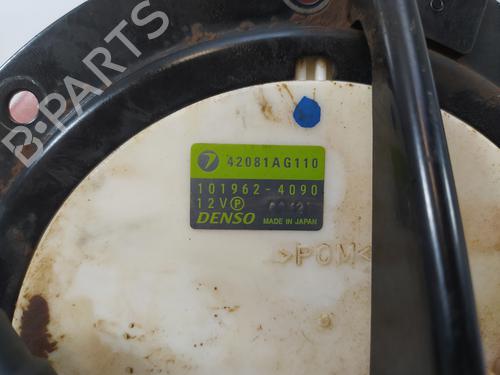 B-PARTS
42081AG110
101962-4090
12V P
DENSO MADE IN JAPAN
>POM<